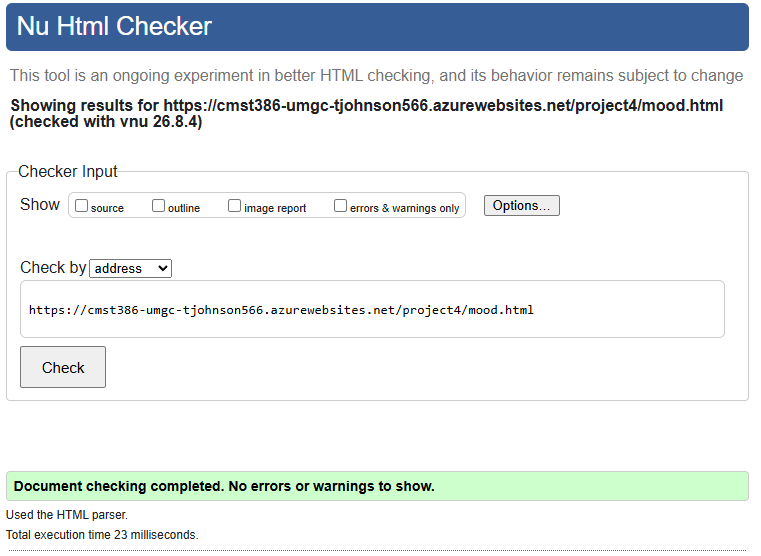 Nu Html Checker
This tool is an ongoing experiment in better HTML checking, and its behavior remains subject to change
Showing results for https://cmst386-umgc-tjohnson566.azurewebsites.net/project4/mood.html
(checked with vnu 26.8.4)
Checker Input
Show source outline image report errors & warnings only Options...
Check by address
https://cmst386-umgc-tjohnson566.azurewebsites.net/project4/mood.html
Check
Document checking completed. No errors or warnings to show.
Used the HTML parser.
Total execution time 23 milliseconds.